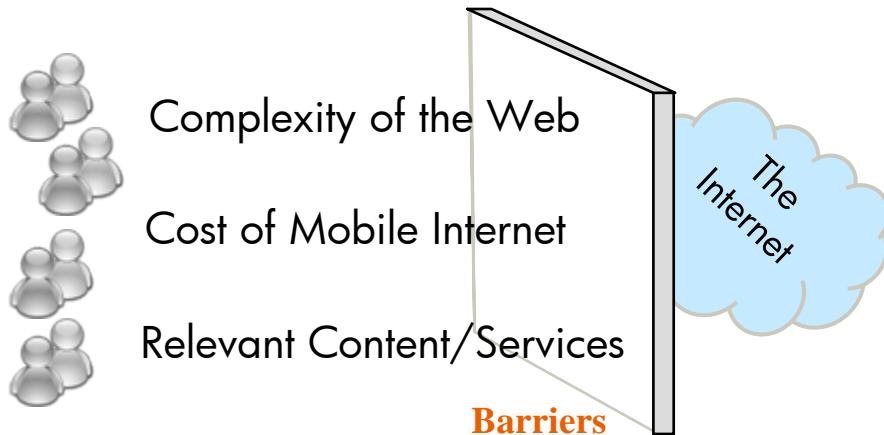 Complexity of the Web
The
Internet
Cost of Mobile Internet
Relevant Content/Services
Barriers